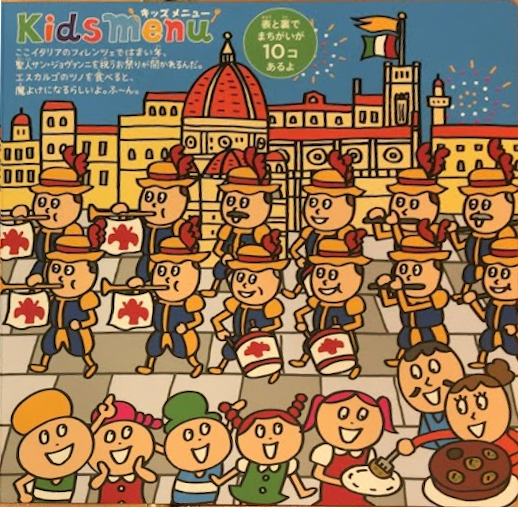 Kids menu
キッズメニュー
ここイタリアのフィレンツェではまい年、
聖人サン・ジョヴァンニを祝うお祭りが開かれるんだ。
エスカルゴのツノを食べると、
魔よけになるらしいよ。ふ〜ん。
表と裏で
まちがいが
10コ
あるよ